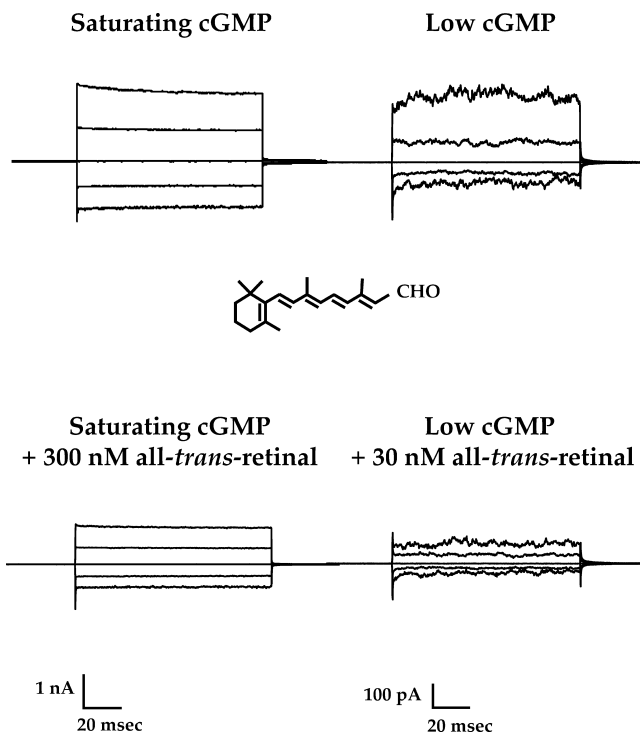 Saturating cGMP
Low cGMP
CHO
Saturating cGMP
+ 300 nM all-trans-retinal
Low cGMP
+ 30 nM all-trans-retinal
1 nA
20 msec
100 pA
20 msec